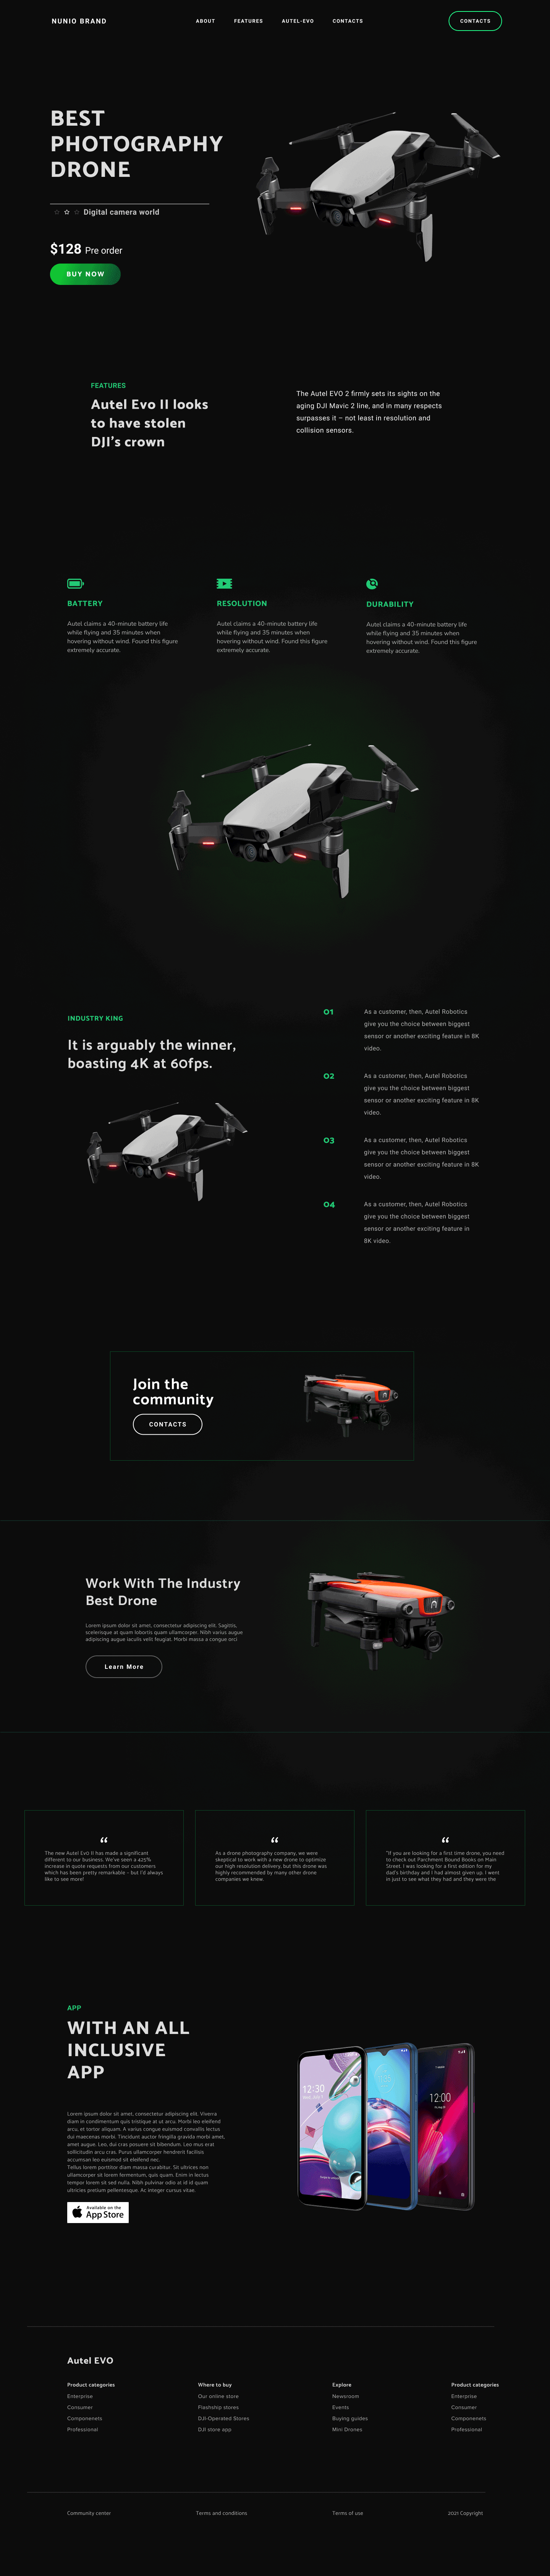 NUNIO BRAND
ABOUT
FEATURES
AUTEL-EVO
CONTACTS
CONTACTS
BEST
PHOTOGRAPHY
DRONE
Digital camera world
$128 Pre order
BUY NOW
FEATURES
Autel Evo II looks
to have stolen
DJI's crown
The Autel EVO 2 firmly sets its sights on the
aging DJI Mavic 2 line, and in many respects
surpasses it – not least in resolution and
collision sensors.
BATTERY
Autel claims a 40-minute battery life
while flying and 35 minutes when
hovering without wind. Found this figure
extremely accurate.
RESOLUTION
Autel claims a 40-minute battery life
while flying and 35 minutes when
hovering without wind. Found this figure
extremely accurate.
DURABILITY
Autel claims a 40-minute battery life
while flying and 35 minutes when
hovering without wind. Found this figure
extremely accurate.
INDUSTRY KING
It is arguably the winner,
boasting 4K at 60fps.
01
As a customer, then, Autel Robotics
give you the choice between biggest
sensor or another exciting feature in 8K
video.
02
As a customer, then, Autel Robotics
give you the choice between biggest
sensor or another exciting feature in 8K
video.
03
As a customer, then, Autel Robotics
give you the choice between biggest
sensor or another exciting feature in 8K
video.
04
As a customer, then, Autel Robotics
give you the choice between biggest
sensor or another exciting feature in
8K video.
Join the
community
CONTACTS
Work With The Industry
Best Drone
Lorem ipsum dolor sit amet, consectetur adipiscing elit. Sagittis,
scelerisque at quam lobortis quam ullamcorper. Nibh varius augue
adipiscing augue iaculis velit feugiat. Morbi massa a congue orci
Learn More
“
The new Autel Evo II has made a significant
different to our business. We've seen a 425%
increase in quote requests from our customers
which has been pretty remarkable - but I'd always
like to see more!
“
As a drone photography company, we were
skeptical to work with a new drone to optimize
our high resolution delivery, but this drone was
highly recommended by many other drone
companies we knew.
“
"If you are looking for a first time drone, you need
to check out Parchment Bound Books on Main
Street. I was looking for a first edition for my
dad's birthday and I had almost given up. I went
in just to see what they had and they were the
APP
WITH AN ALL
INCLUSIVE
APP
Lorem ipsum dolor sit amet, consectetur adipiscing elit. Viverra
diam in condimentum quis tristique at ut arcu. Morbi leo eleifend
arcu, et tortor aliquam. A varius congue euismod convallis lectus
dui maecenas morbi. Tincidunt auctor fringilla gravida morbi amet,
amet augue. Leo, dui cras posuere sit bibendum. Leo mus erat
sollicitudin arcu cras. Purus ullamcorper hendrerit facilisis
accumsan leo euismod sit eleifend nec.
Tellus lorem porttitor diam massa curabitur. Sit ultrices non
ullamcorper sit lorem fermentum, quis quam. Enim in lectus
tempor lorem sit sed nulla. Nibh pulvinar odio at id id quam
ultricies pretium pellentesque. Ac integer cursus vitae.
Available on the
App Store
12:30
12:00
Autel EVO
Product categories
Enterprise
Consumer
Componenets
Professional
Where to buy
Our online store
Flashship stores
DJI-Operated Stores
DJI store app
Explore
Newsroom
Events
Buying guides
Mini Drones
Product categories
Enterprise
Consumer
Componenets
Professional
Community center
Terms and conditions
Terms of use
2021 Copyright